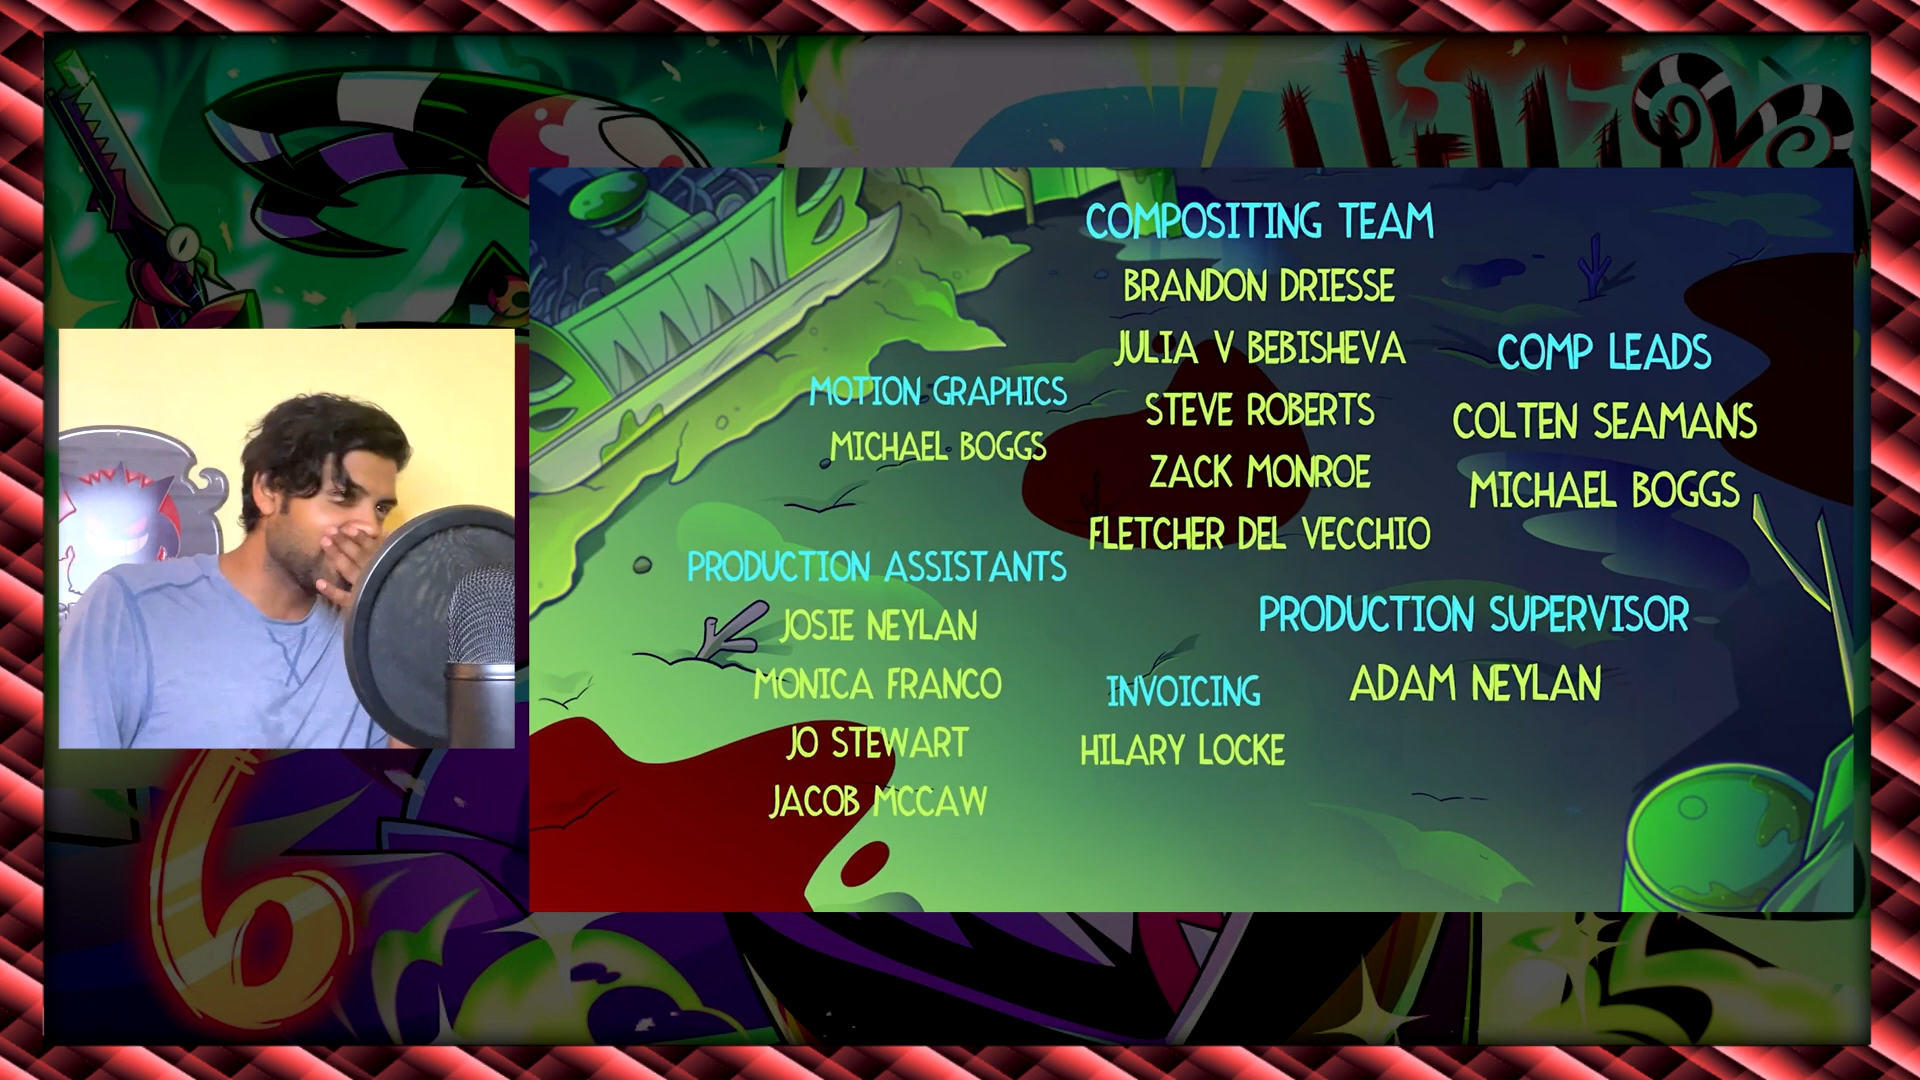 COMPOSITING TEAM
BRANDON DRIESSE
JULIA V BEBISHEVA
STEVE ROBERTS
ZACK MONROE
FLETCHER DEL VECCHIO
COMP LEADS
COLTEN SEAMANS
MICHAEL BOGGS
MOTION GRAPHICS
MICHAEL BOGGS
PRODUCTION ASSISTANTS
JOSIE NEYLAN
MONICA FRANCO
JO STEWART
JACOB MCCAW
PRODUCTION SUPERVISOR
ADAM NEYLAN
INVOICING
HILARY LOCKE
6